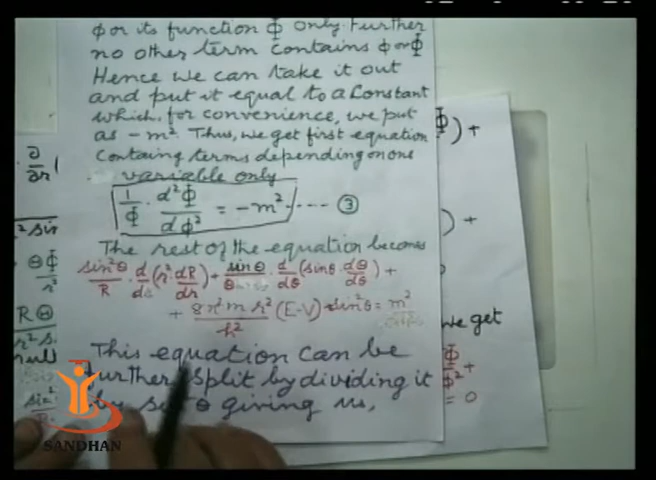 ϕ or its function Φ only. Further
no other term contains ϕ or Φ
Hence we can take it out
and put it equal to a Constant
which, for convenience, we put
as -m². Thus, we get first equation
Containg terms depending on one
variable only
1/Φ · d²Φ/dϕ² = -m² ---- ③
The rest of the equation becomes
sin²θ/R · d/dr (r² dR/dr) + sinθ/Θ · d/dθ (sinθ · dΘ/dθ) +
+ 8π² m r²/h² (E-V) sin²θ = m²
This equation can be
further split by dividing it
by sin²θ giving us,
we get
= 0
SANDHAN